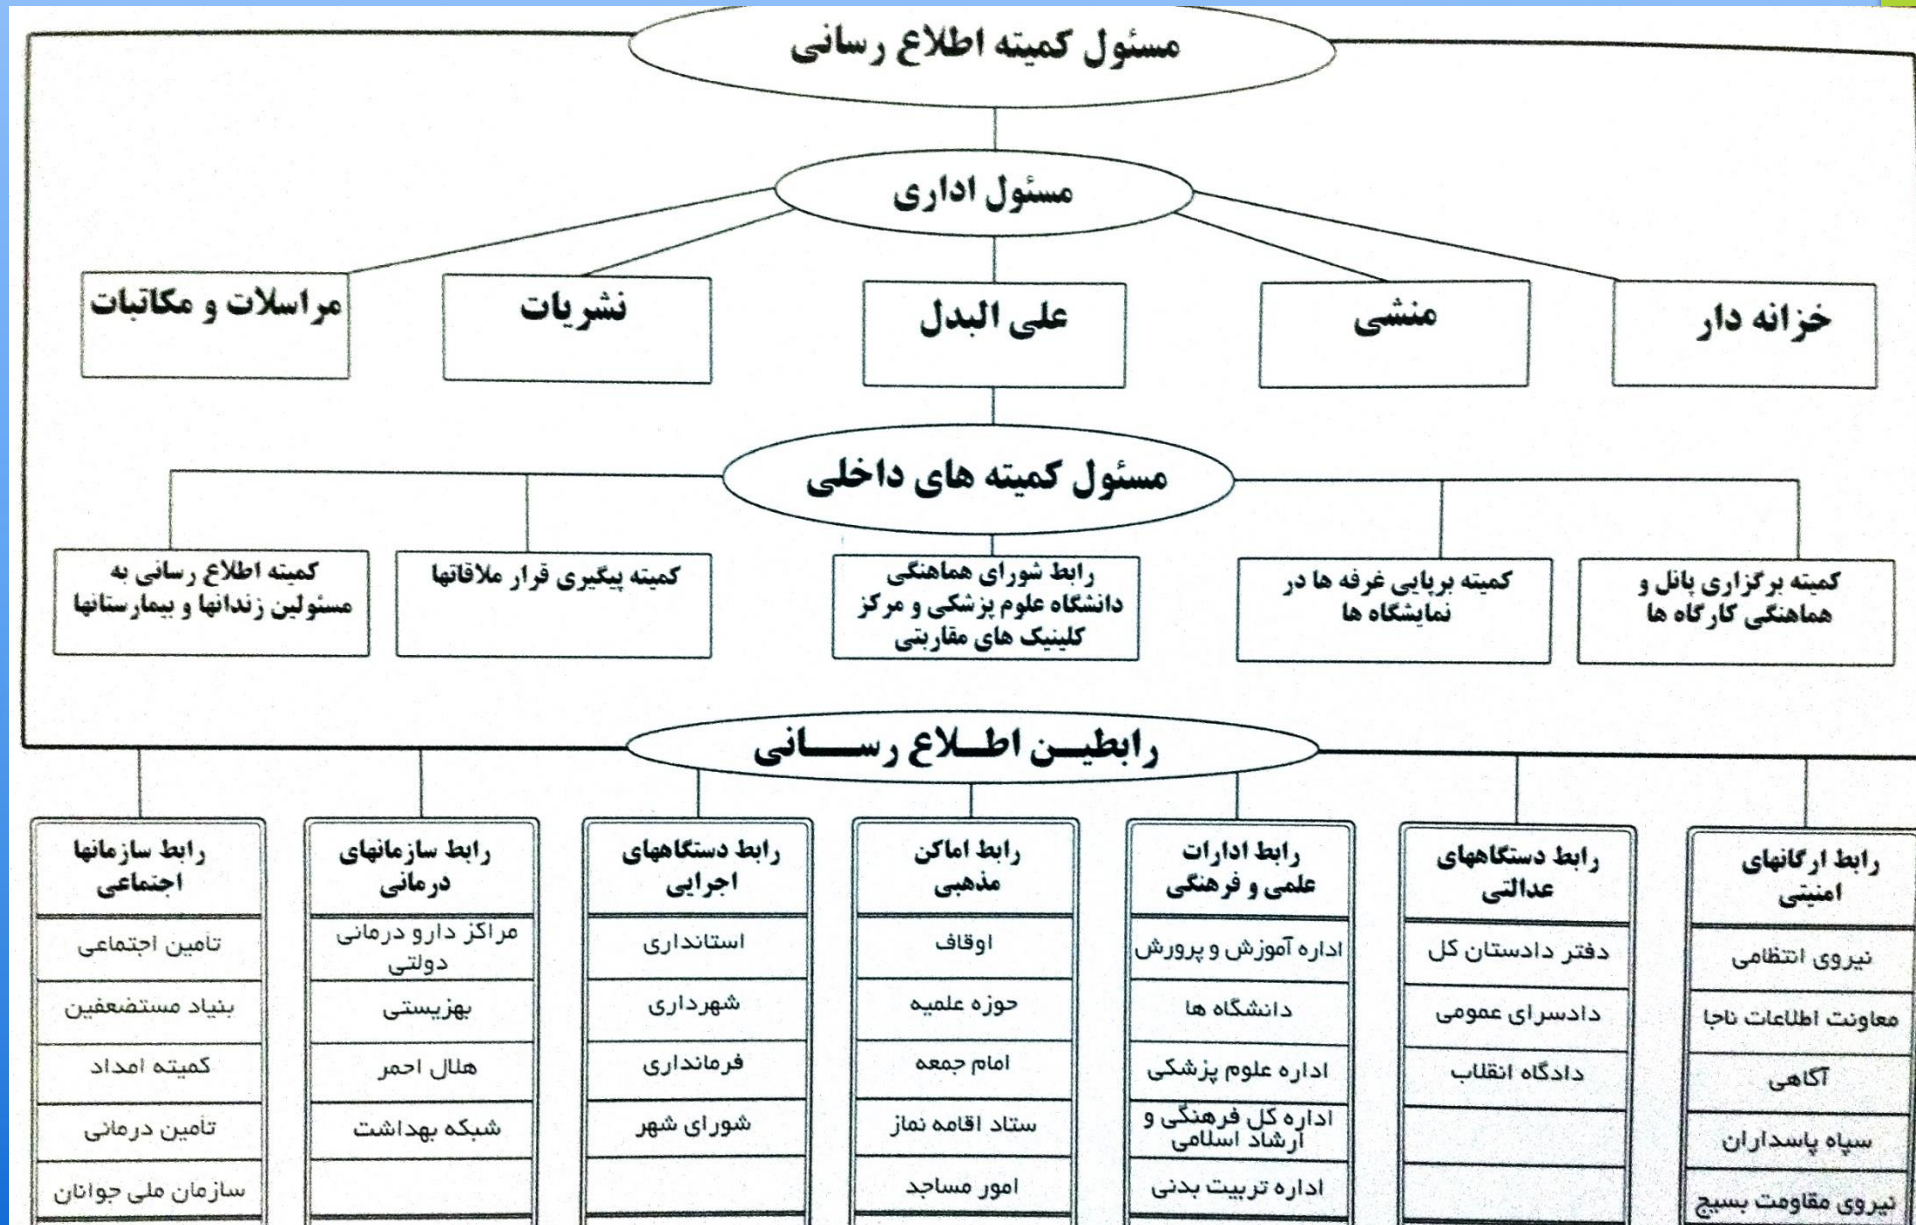 مسئول کمیته اطلاع رسانی
مسئول اداری
خزانه دار
منشی
علی البدل
نشریات
مراسلات و مکاتبات
مسئول کمیته های داخلی
کمیته برگزاری پانل و
هماهنگی کارگاه ها
کمیته برپایی غرفه ها در
نمایشگاه ها
رابط شورای هماهنگی
دانشگاه علوم پزشکی و مرکز
کلینیک های مقاربتی
کمیته پیگیری قرار ملاقاتها
کمیته اطلاع رسانی به
مسئولین زندانها و بیمارستانها
رابطیـن اطـلاع رسـانی
رابط ارگانهای
امنیتی
نیروی انتظامی
معاونت اطلاعات ناجا
آگاهی
سپاه پاسداران
نیروی مقاومت بسیج
رابط دستگاههای
عدالتی
دفتر دادستان کل
دادسرای عمومی
دادگاه انقلاب
رابط ادارات
علمی و فرهنگی
اداره آموزش و پرورش
دانشگاه ها
اداره علوم پزشکی
اداره کل فرهنگی و
ارشاد اسلامی
اداره تربیت بدنی
رابط اماکن
مذهبی
اوقاف
حوزه علمیه
امام جمعه
ستاد اقامه نماز
امور مساجد
رابط دستگاههای
اجرایی
استانداری
شهرداری
فرمانداری
شورای شهر
رابط سازمانهای
درمانی
مراکز دارو درمانی
دولتی
بهزیستی
هلال احمر
شبکه بهداشت
رابط سازمانها
اجتماعی
تأمین اجتماعی
بنیاد مستضعفین
کمیته امداد
تأمین درمانی
سازمان ملی جوانان